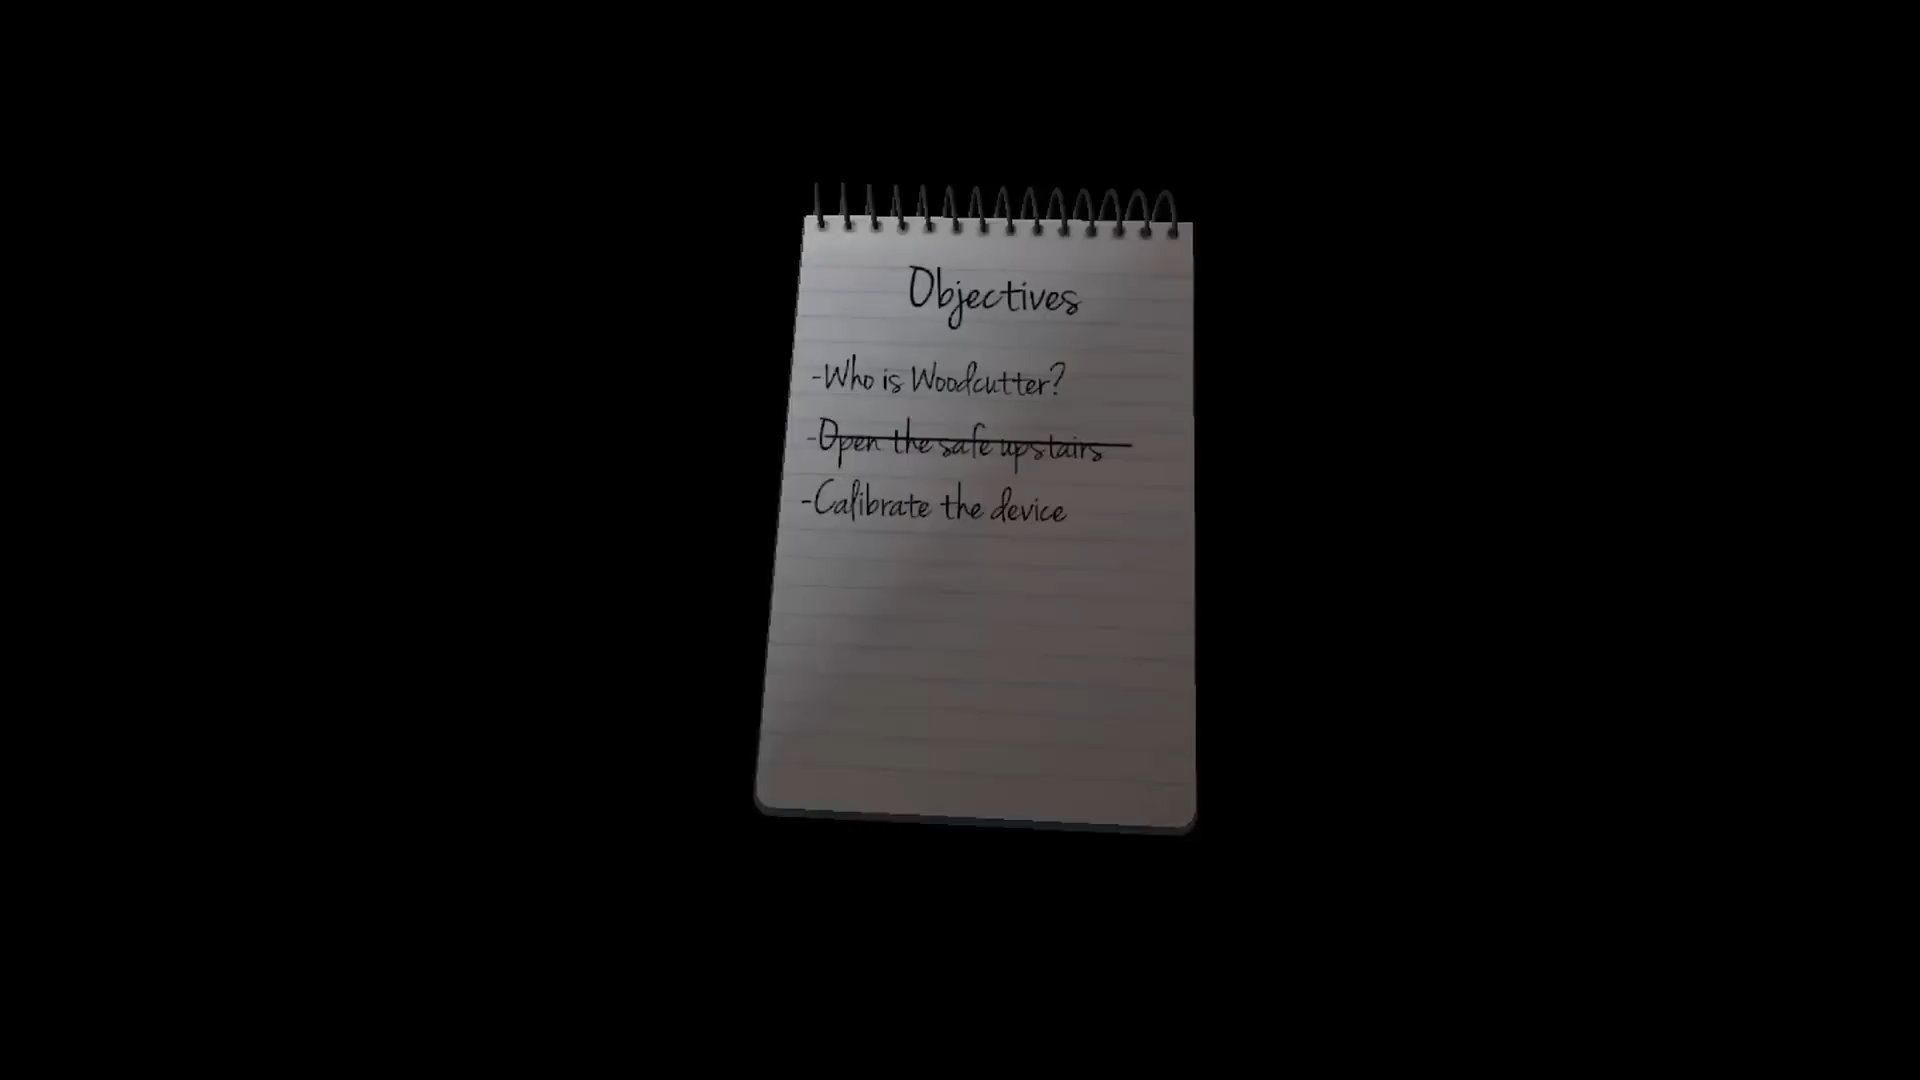 Objectives
-Who is Woodcutter?
-Open the safe upstairs
-Calibrate the device